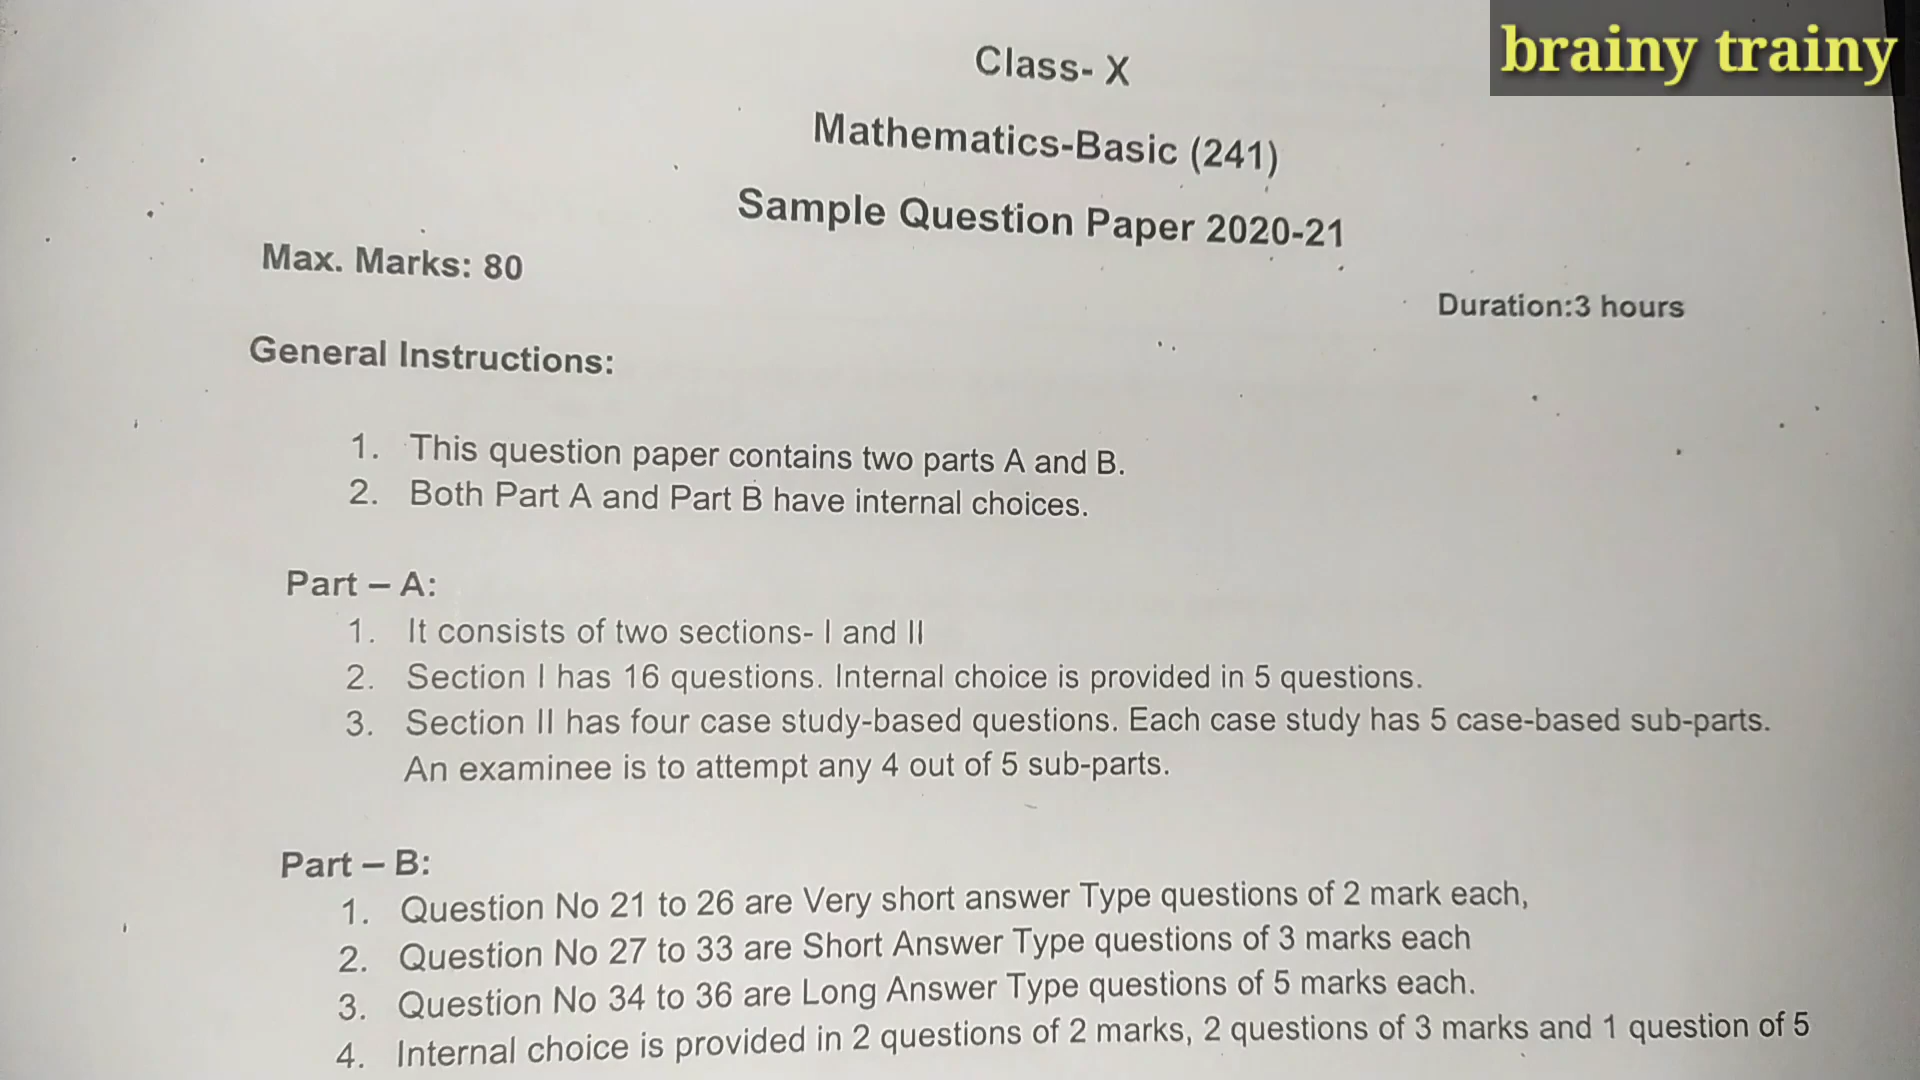 brainy trainy
Class- X
Mathematics-Basic (241)
Sample Question Paper 2020-21
Max. Marks: 80
Duration:3 hours
General Instructions:
1. This question paper contains two parts A and B.
2. Both Part A and Part B have internal choices.
Part – A:
1. It consists of two sections- I and II
2. Section I has 16 questions. Internal choice is provided in 5 questions.
3. Section II has four case study-based questions. Each case study has 5 case-based sub-parts.
An examinee is to attempt any 4 out of 5 sub-parts.
Part – B:
1. Question No 21 to 26 are Very short answer Type questions of 2 mark each,
2. Question No 27 to 33 are Short Answer Type questions of 3 marks each
3. Question No 34 to 36 are Long Answer Type questions of 5 marks each.
4. Internal choice is provided in 2 questions of 2 marks, 2 questions of 3 marks and 1 question of 5